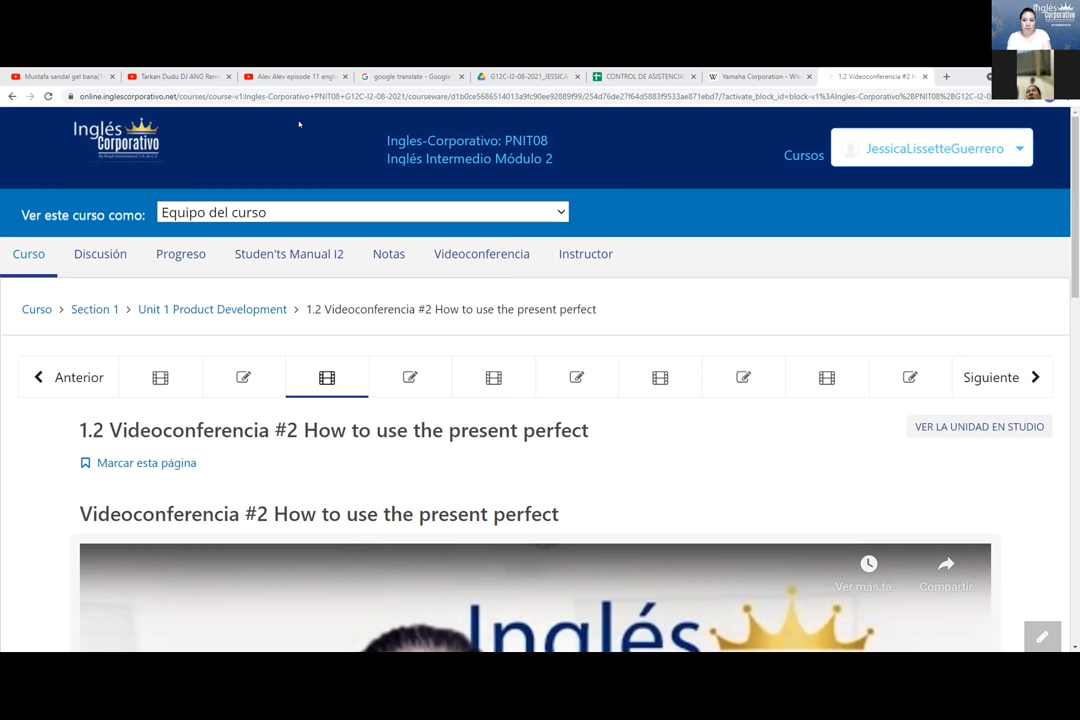 Inglés
Corporativo
Mustafa sandal gel bana(
Tarkan Dudu DJ ANG Rem
Alev Alev episode 11 engl
google translate - Google
G12C-I2-08-2021_JESSICA
CONTROL DE ASISTENCIA
Yamaha Corporation - Wi
1.2 Videoconferencia #2 H
Inglés
Corporativo
Ingles-Corporativo: PNIT08
Inglés Intermedio Módulo 2
Cursos
JessicaLissetteGuerrero
Ver este curso como:
Equipo del curso
Curso
Discusión
Progreso
Studen'ts Manual I2
Notas
Videoconferencia
Instructor
Curso > Section 1 > Unit 1 Product Development > 1.2 Videoconferencia #2 How to use the present perfect
Anterior
Siguiente
1.2 Videoconferencia #2 How to use the present perfect
VER LA UNIDAD EN STUDIO
Marcar esta página
Videoconferencia #2 How to use the present perfect
Ver más ta...
Compartir
Inglés